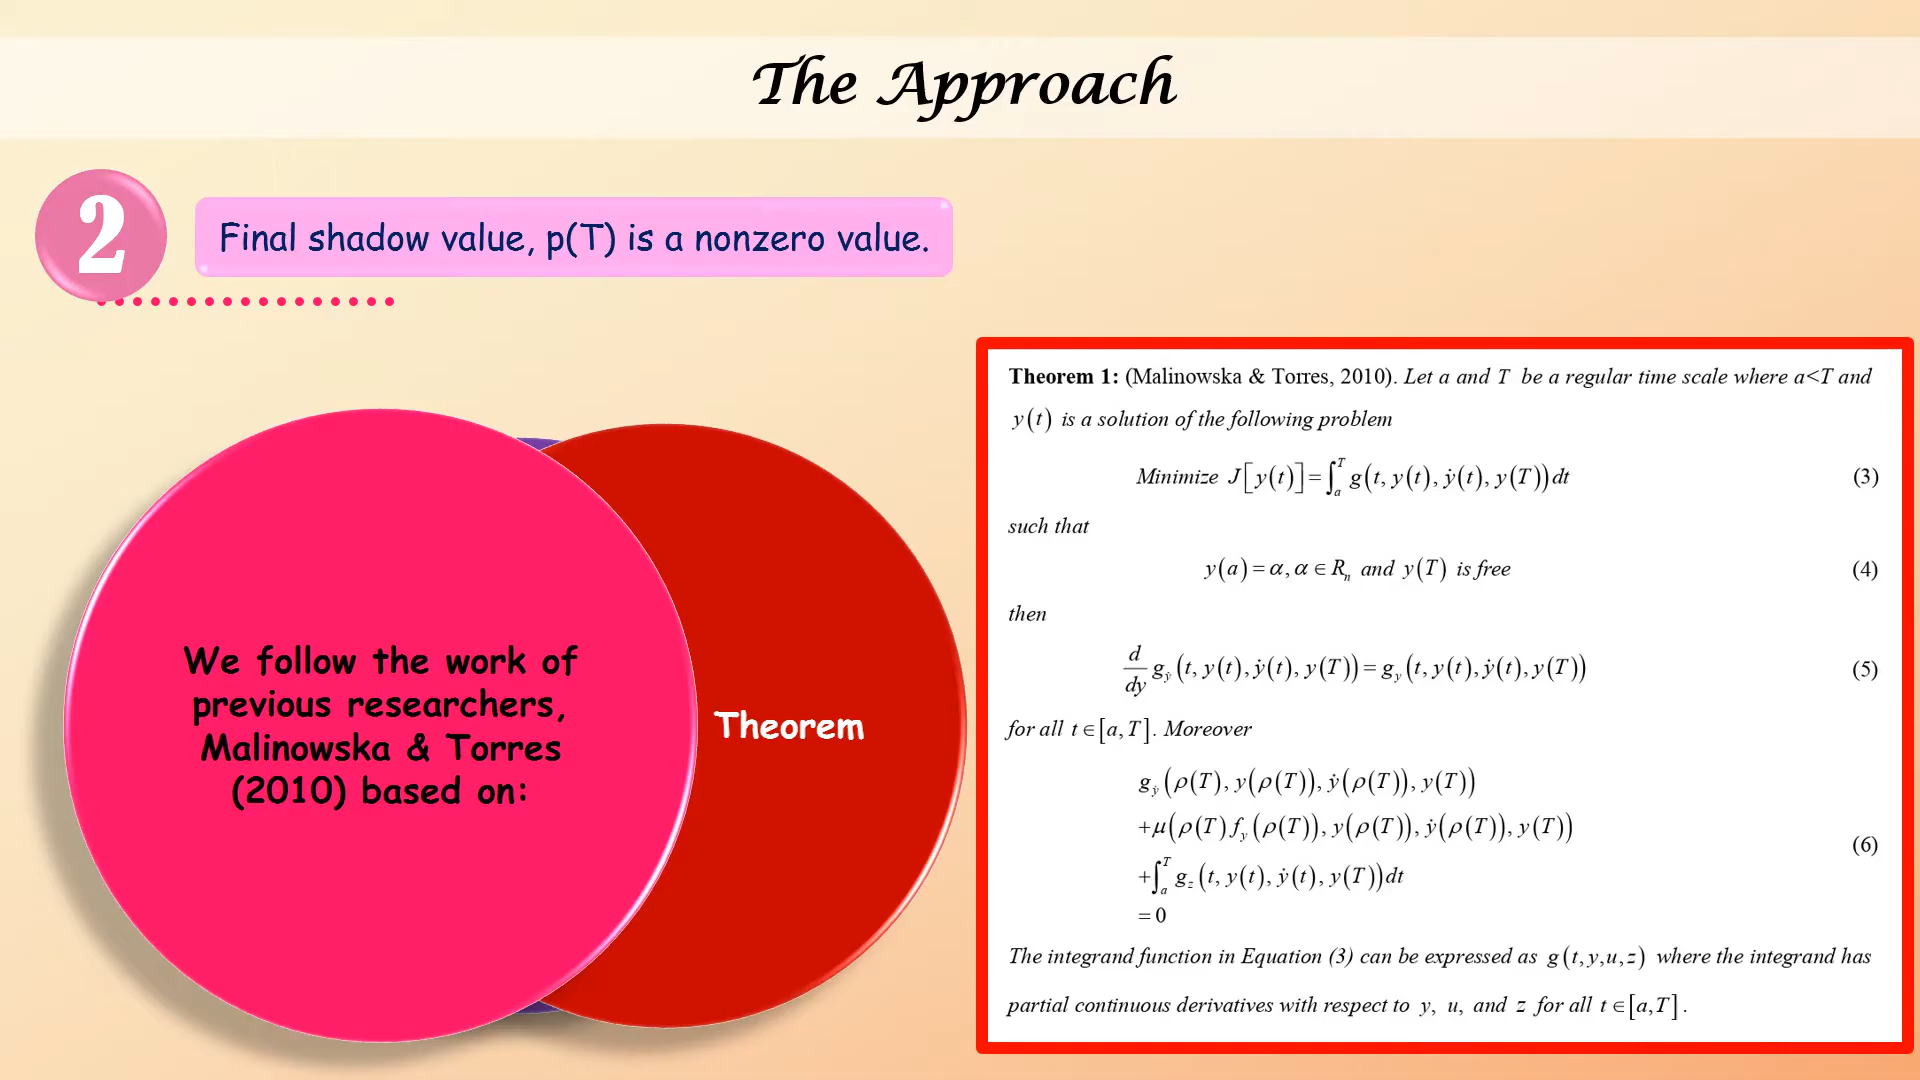 The Approach
2
Final shadow value, p(T) is a nonzero value.
We follow the work of
previous researchers,
Malinowska & Torres
(2010) based on:
Theorem
Theorem 1: (Malinowska & Torres, 2010). Let a and T be a regular time scale where a<T and
y(t) is a solution of the following problem
Minimize J[y(t)]=∫ₐᵀ g(t, y(t), ẏ(t), y(T))dt (3)
such that
y(a)=α, α∈Rₙ and y(T) is free (4)
then
d/dy g_ẏ(t, y(t), ẏ(t), y(T))=g_y(t, y(t), ẏ(t), y(T)) (5)
for all t∈[a,T]. Moreover
g_ẏ(ρ(T), y(ρ(T)), ẏ(ρ(T)), y(T))
+μ(ρ(T)f_y(ρ(T)), y(ρ(T)), ẏ(ρ(T)), y(T))
+∫ₐᵀ g_z(t, y(t), ẏ(t), y(T))dt (6)
=0
The integrand function in Equation (3) can be expressed as g(t,y,u,z) where the integrand has
partial continuous derivatives with respect to y, u, and z for all t∈[a,T].